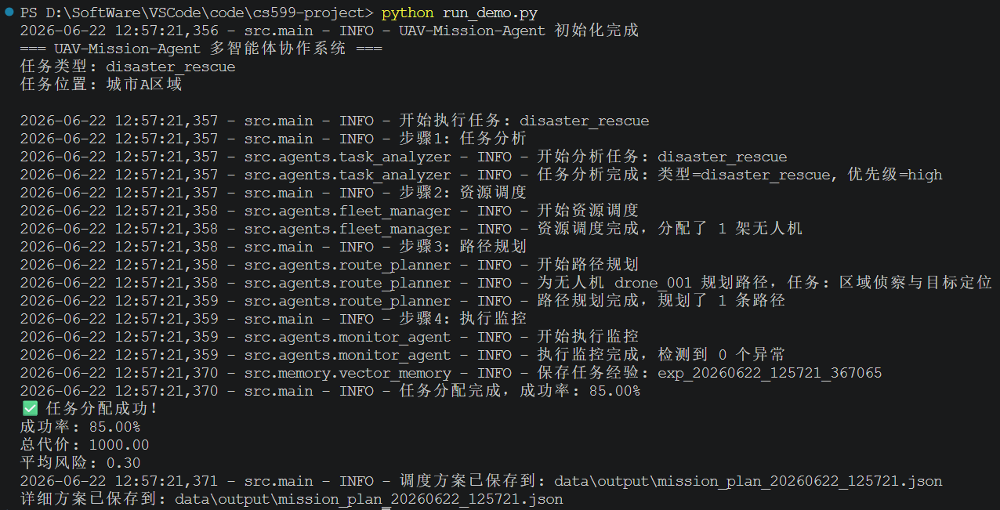 PS D:\SoftWare\VSCode\code\cs599-project> python run_demo.py
2026-06-22 12:57:21,356 - src.main - INFO - UAV-Mission-Agent 初始化完成
=== UAV-Mission-Agent 多智能体协作系统 ===
任务类型: disaster_rescue
任务位置: 城市A区域
2026-06-22 12:57:21,357 - src.main - INFO - 开始执行任务: disaster_rescue
2026-06-22 12:57:21,357 - src.main - INFO - 步骤1: 任务分析
2026-06-22 12:57:21,357 - src.agents.task_analyzer - INFO - 开始分析任务: disaster_rescue
2026-06-22 12:57:21,357 - src.agents.task_analyzer - INFO - 任务分析完成: 类型=disaster_rescue, 优先级=high
2026-06-22 12:57:21,357 - src.main - INFO - 步骤2: 资源调度
2026-06-22 12:57:21,358 - src.agents.fleet_manager - INFO - 开始资源调度
2026-06-22 12:57:21,358 - src.agents.fleet_manager - INFO - 资源调度完成，分配了 1 架无人机
2026-06-22 12:57:21,358 - src.main - INFO - 步骤3: 路径规划
2026-06-22 12:57:21,358 - src.agents.route_planner - INFO - 开始路径规划
2026-06-22 12:57:21,358 - src.agents.route_planner - INFO - 为无人机 drone_001 规划路径，任务: 区域侦察与目标定位
2026-06-22 12:57:21,359 - src.agents.route_planner - INFO - 路径规划完成，规划了 1 条路径
2026-06-22 12:57:21,359 - src.main - INFO - 步骤4: 执行监控
2026-06-22 12:57:21,359 - src.agents.monitor_agent - INFO - 开始执行监控
2026-06-22 12:57:21,359 - src.agents.monitor_agent - INFO - 执行监控完成，检测到 0 个异常
2026-06-22 12:57:21,370 - src.memory.vector_memory - INFO - 保存任务经验: exp_20260622_125721_367065
2026-06-22 12:57:21,370 - src.main - INFO - 任务分配完成，成功率: 85.00%
✅ 任务分配成功！
成功率: 85.00%
总代价: 1000.00
平均风险: 0.30
2026-06-22 12:57:21,371 - src.main - INFO - 调度方案已保存到: data\output\mission_plan_20260622_125721.json
详细方案已保存到: data\output\mission_plan_20260622_125721.json